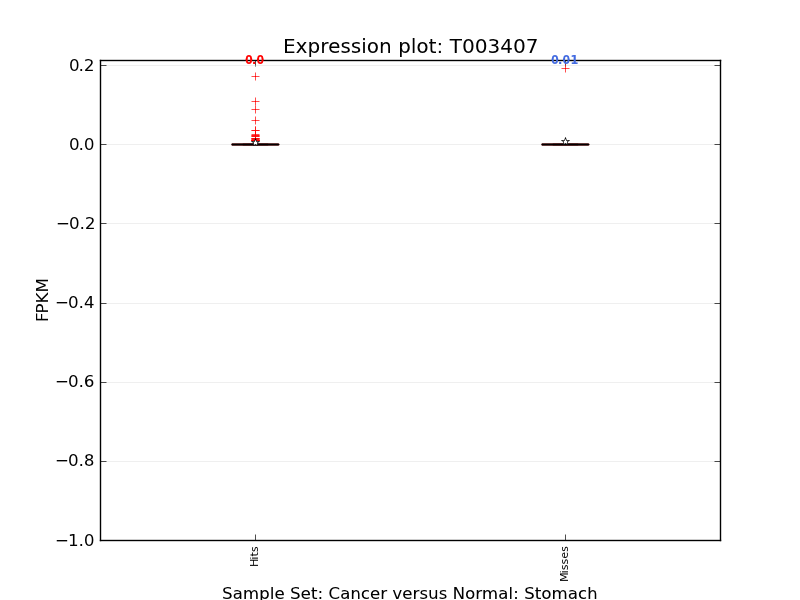 Expression plot: T003407
0.0
0.01
0.2
0.0
−0.2
−0.4
−0.6
−0.8
−1.0
FPKM
Hits
Misses
Sample Set: Cancer versus Normal: Stomach